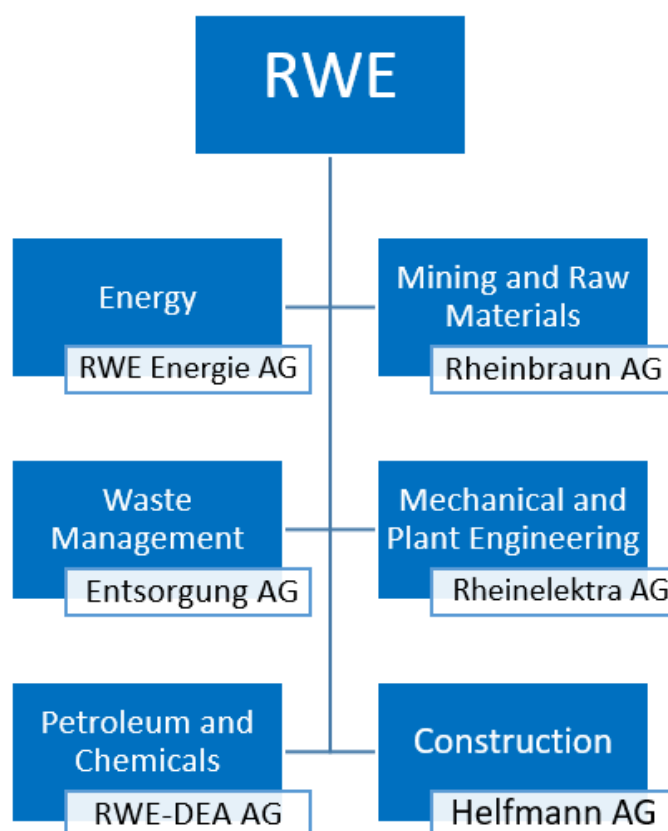 RWE
Energy
RWE Energie AG
Mining and Raw
Materials
Rheinbraun AG
Waste
Management
Entsorgung AG
Mechanical and
Plant Engineering
Rheinelektra AG
Petroleum and
Chemicals
RWE-DEA AG
Construction
Helfmann AG